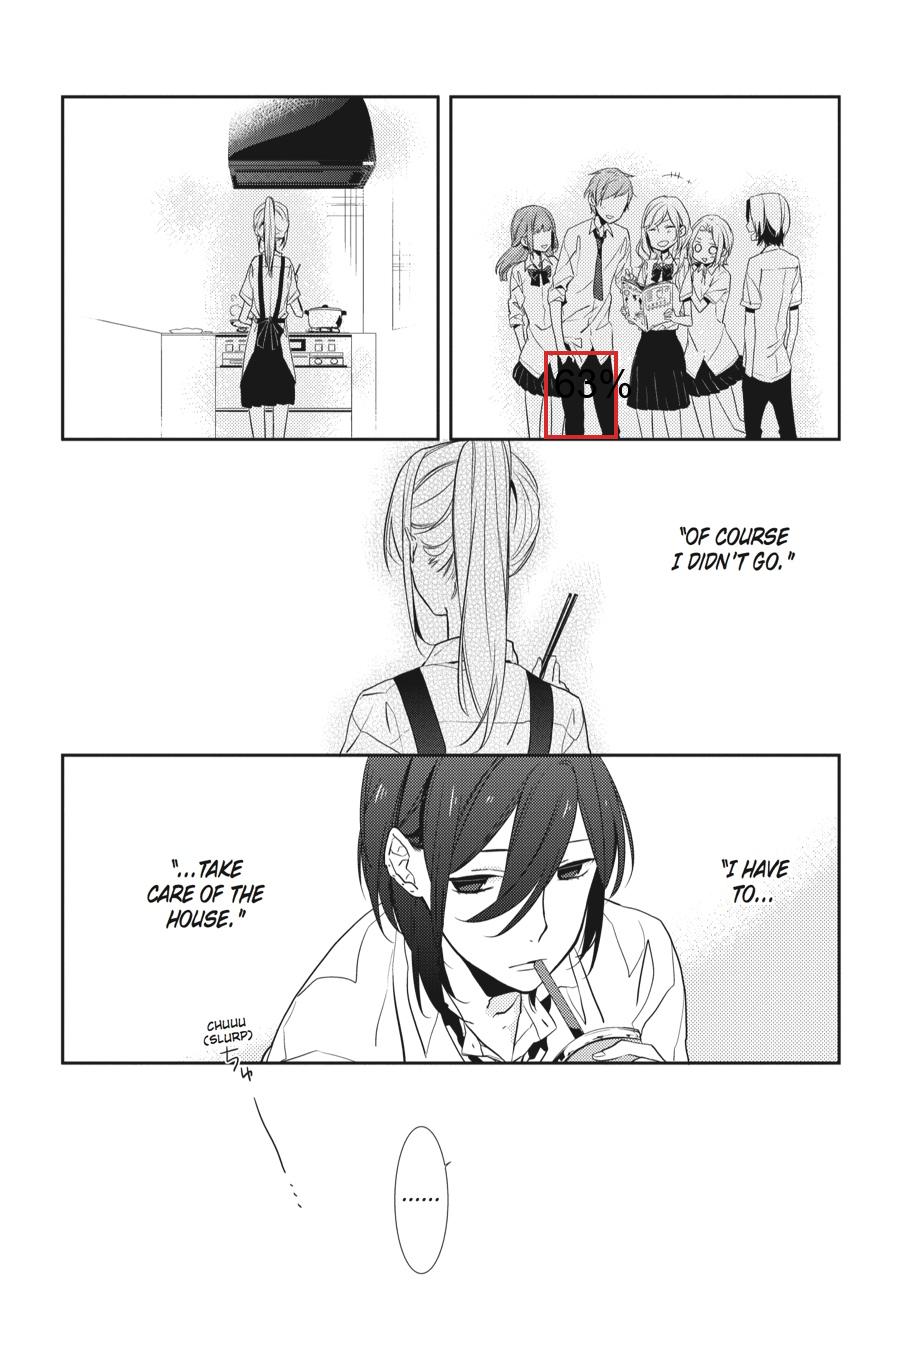 63%
"OF COURSE
I DIDN'T GO."
"I HAVE
TO...
"...TAKE
CARE OF THE
HOUSE."
CHUUU
(SLURP)
ちゅ
......